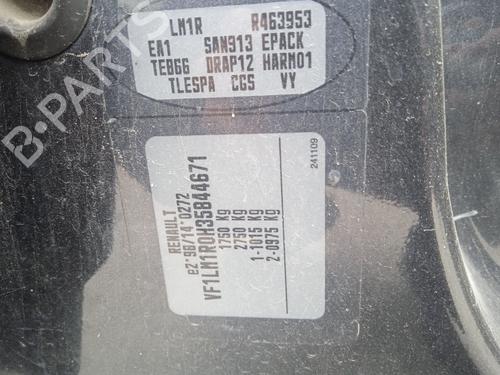 LM1R R463953
EA1 SAN913 EPACK
TED66 DRAP12 HARM01
TLESPA CGS VY
RENAULT
e2*98/14*0272
VF1LM1R0H35844671
1750 Kg
2750 Kg
1-1015 Kg
2-0975 Kg
241109
B-PARTS